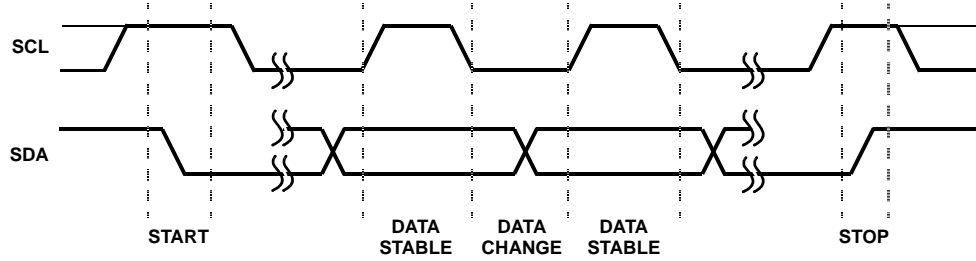 SCL
SDA
START
DATA
STABLE
DATA
CHANGE
DATA
STABLE
STOP